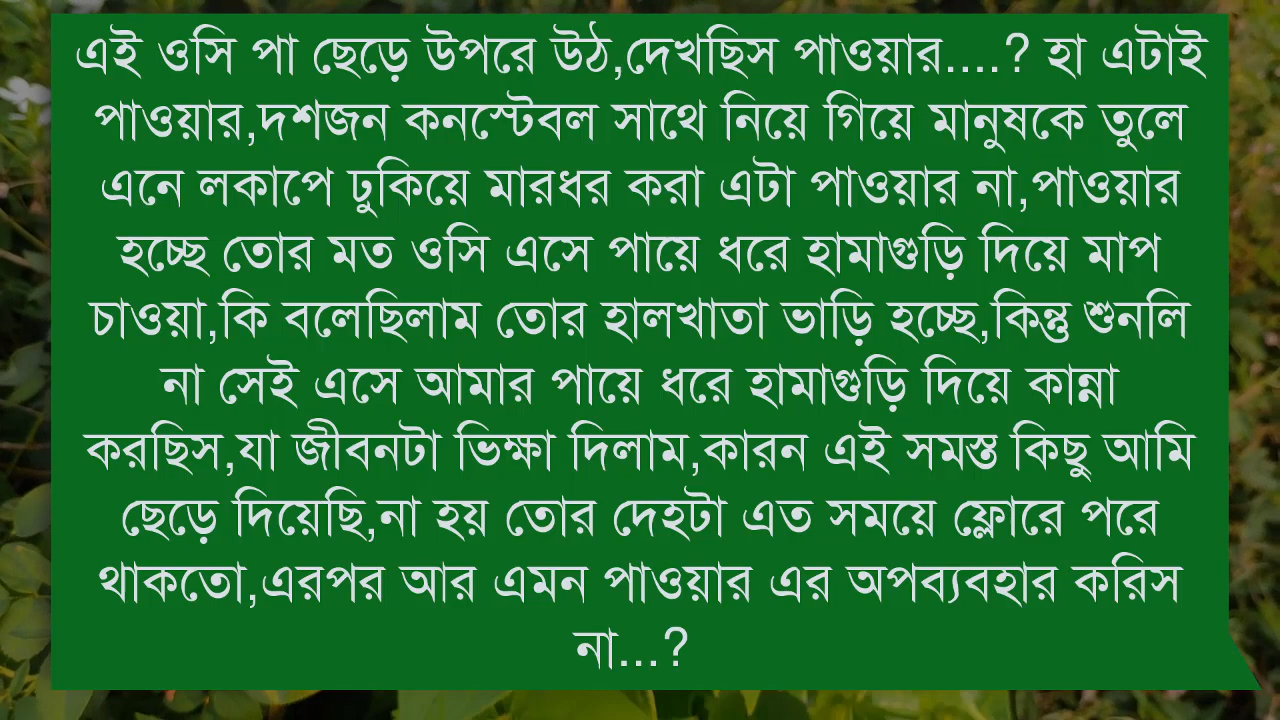 এই ওসি পা ছেড়ে উপরে উঠ,দেখছিস পাওয়ার....? হা এটাই
পাওয়ার,দশজন কনস্টেবল সাথে নিয়ে গিয়ে মানুষকে তুলে
এনে লকাপে ঢুকিয়ে মারধর করা এটা পাওয়ার না,পাওয়ার
হচ্ছে তোর মত ওসি এসে পায়ে ধরে হামাগুড়ি দিয়ে মাপ
চাওয়া,কি বলেছিলাম তোর হালখাতা ভাড়ি হচ্ছে,কিন্তু শুনলি
না সেই এসে আমার পায়ে ধরে হামাগুড়ি দিয়ে কান্না
করছিস,যা জীবনটা ভিক্ষা দিলাম,কারন এই সমস্ত কিছু আমি
ছেড়ে দিয়েছি,না হয় তোর দেহটা এত সময়ে ফ্লোরে পরে
থাকতো,এরপর আর এমন পাওয়ার এর অপব্যবহার করিস
না...?